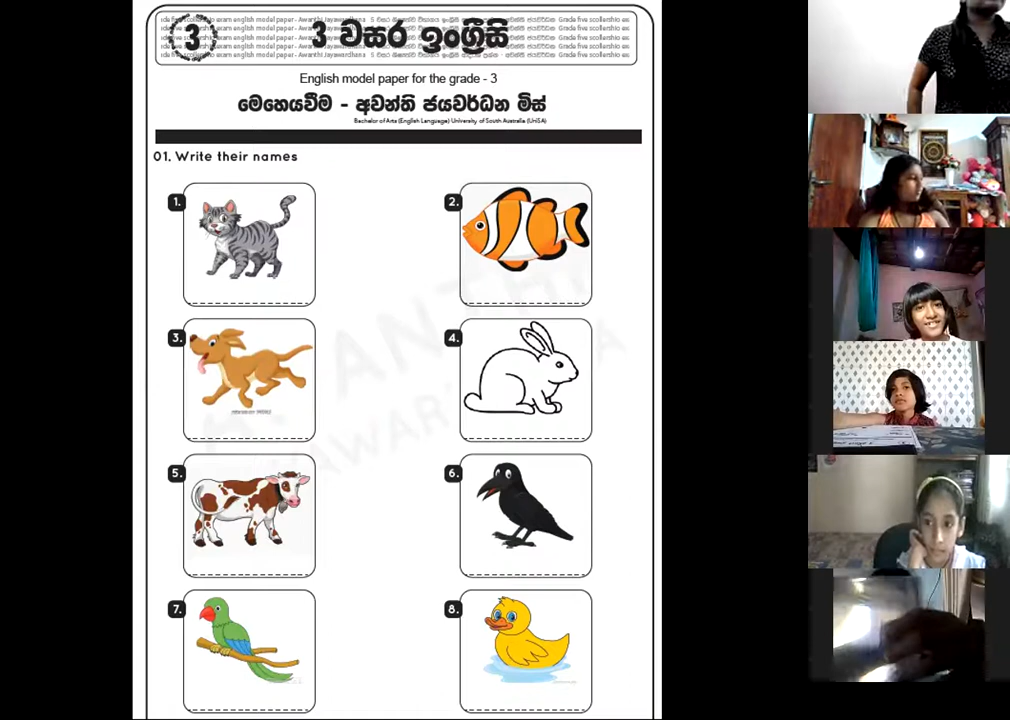 3
3 වසර ඉංග්‍රීසි
English model paper for the grade - 3
මෙහෙයවීම - අවන්ති ජයවර්ධන මිස්
Bachelor of Arts (English Language) University of South Australia (UniSA)
01. Write their names
1.
2.
3.
4.
5.
6.
7.
8.